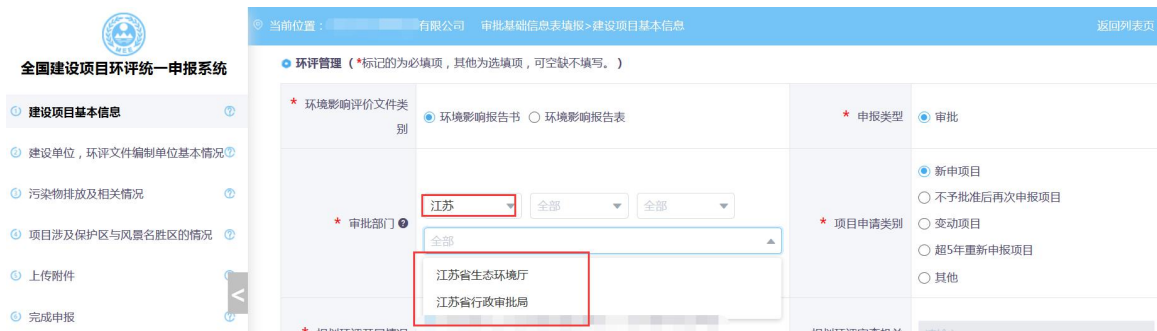 当前位置： 有限公司 审批基础信息表填报>建设项目基本信息 返回列表页
全国建设项目环评统一申报系统
环评管理（*标记的为必填项，其他为选填项，可空缺不填写。）
建设项目基本信息
建设单位，环评文件编制单位基本情况
污染物排放及相关情况
项目涉及保护区与风景名胜区的情况
上传附件
完成申报
* 环境影响评价文件类别
环境影响报告书 环境影响报告表
* 申报类型
审批
* 审批部门
江苏 全部 全部
全部
江苏省生态环境厅
江苏省行政审批局
* 项目申请类别
新申项目
不予批准后再次申报项目
变动项目
超5年重新申报项目
其他